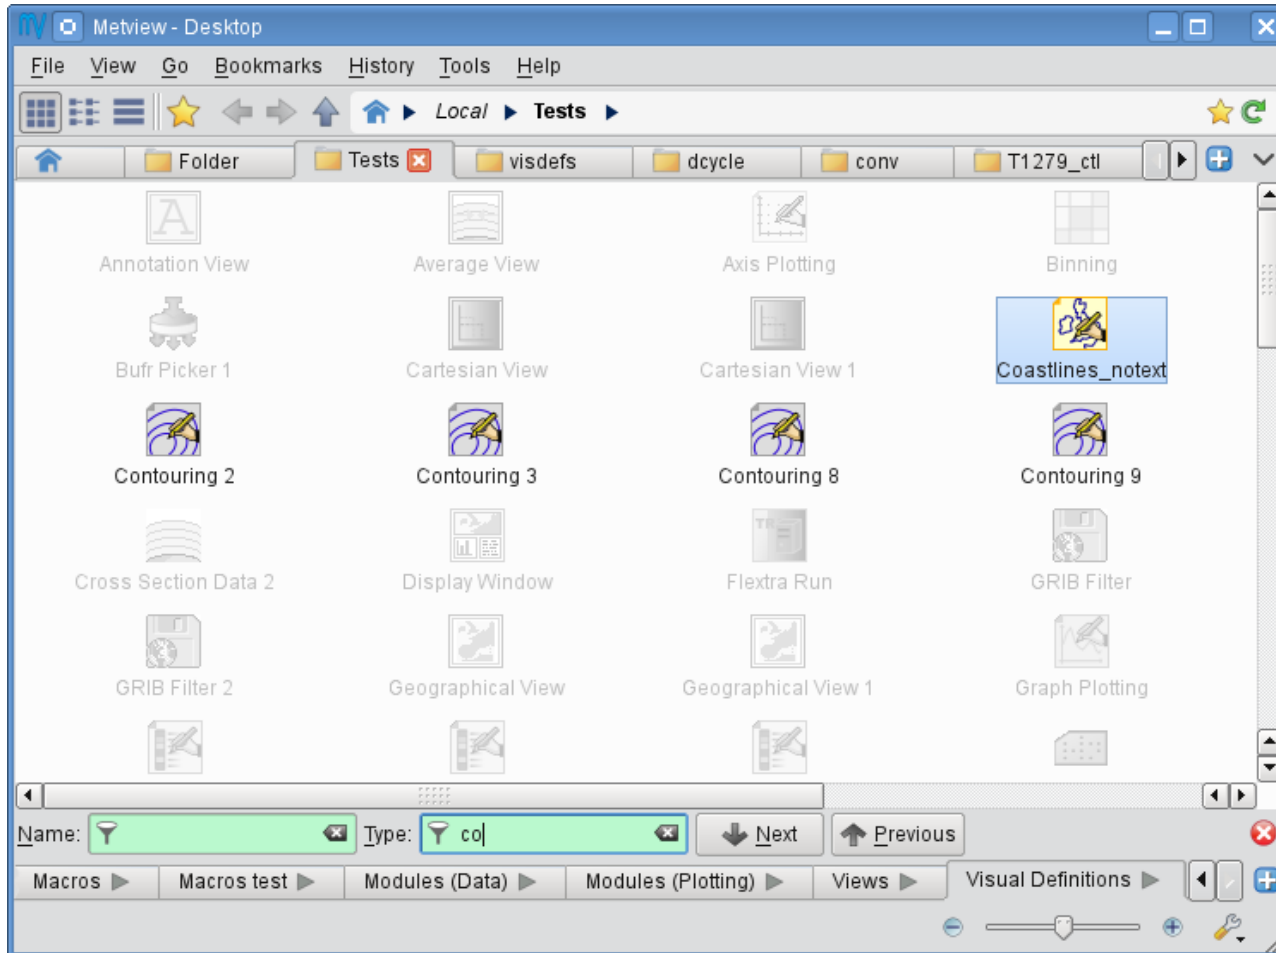 Metview - Desktop
File View Go Bookmarks History Tools Help
Local Tests
Folder Tests visdefs dcycle conv T1279_ctl
A
Annotation View Average View Axis Plotting Binning
Bufr Picker 1 Cartesian View Cartesian View 1 Coastlines_notext
Contouring 2 Contouring 3 Contouring 8 Contouring 9
TR
Cross Section Data 2 Display Window Flextra Run GRIB Filter
GRIB Filter 2 Geographical View Geographical View 1 Graph Plotting
Name: Type: co Next Previous
Macros Macros test Modules (Data) Modules (Plotting) Views Visual Definitions